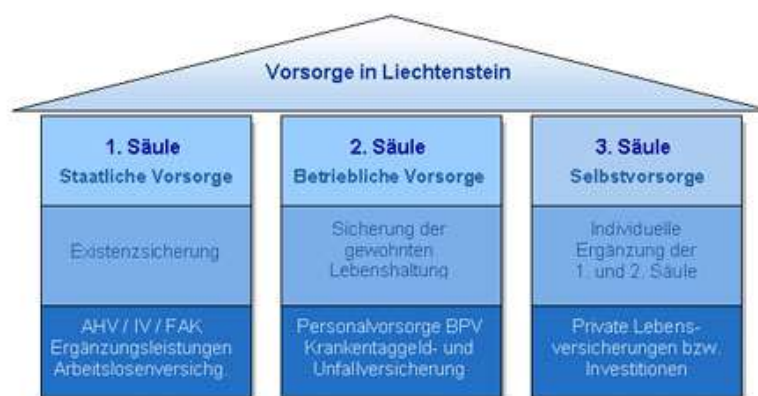 Vorsorge in Liechtenstein
1. Säule
Staatliche Vorsorge
Existenzsicherung
AHV / IV / FAK
Ergänzungsleistungen
Arbeitslosenversichg.
2. Säule
Betriebliche Vorsorge
Sicherung der
gewohnten
Lebenshaltung
Personalvorsorge BPV
Krankentaggeld- und
Unfallversicherung
3. Säule
Selbstvorsorge
Individuelle
Ergänzung der
1. und 2. Säule
Private Lebens-
versicherungen bzw.
Investitionen